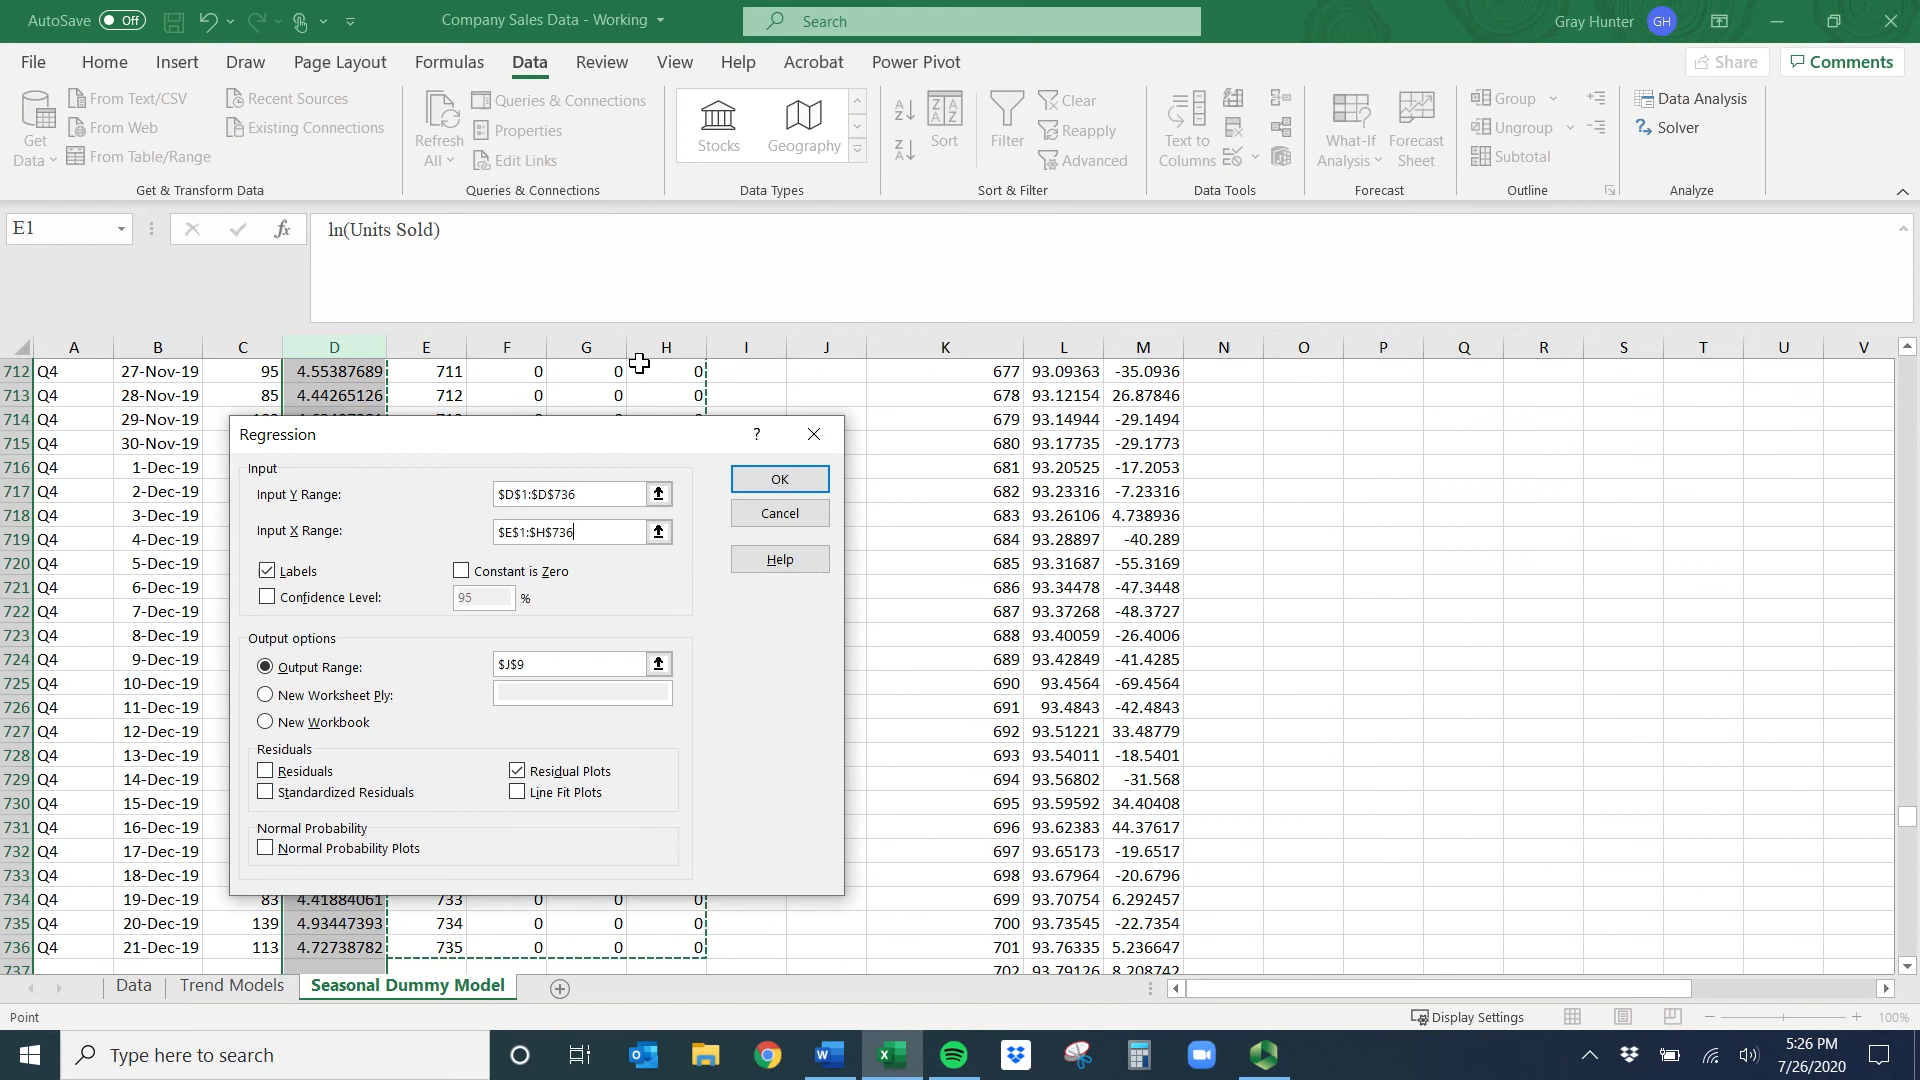 AutoSave Off Company Sales Data - Working Search Gray Hunter GH
File Home Insert Draw Page Layout Formulas Data Review View Help Acrobat Power Pivot Share Comments
Get Data From Text/CSV From Web From Table/Range Recent Sources Existing Connections
Refresh All Queries & Connections Properties Edit Links
Stocks Geography
Sort Filter Clear Reapply Advanced
Text to Columns What-If Analysis Forecast Sheet
Group Ungroup Subtotal Data Analysis Solver
Get & Transform Data Queries & Connections Data Types Sort & Filter Data Tools Forecast Outline Analyze
E1 fx ln(Units Sold)
A B C D E F G H I J K L M N O P Q R S T U V
712 Q4 27-Nov-19 95 4.55387689 711 0 0 0 677 93.09363 -35.0936
713 Q4 28-Nov-19 85 4.44265126 712 0 0 0 678 93.12154 26.87846
714 Q4 29-Nov-19 679 93.14944 -29.1494
715 Q4 30-Nov-19 680 93.17735 -29.1773
716 Q4 1-Dec-19 681 93.20525 -17.2053
717 Q4 2-Dec-19 682 93.23316 -7.23316
718 Q4 3-Dec-19 683 93.26106 4.738936
719 Q4 4-Dec-19 684 93.28897 -40.289
720 Q4 5-Dec-19 685 93.31687 -55.3169
721 Q4 6-Dec-19 686 93.34478 -47.3448
722 Q4 7-Dec-19 687 93.37268 -48.3727
723 Q4 8-Dec-19 688 93.40059 -26.4006
724 Q4 9-Dec-19 689 93.42849 -41.4285
725 Q4 10-Dec-19 690 93.4564 -69.4564
726 Q4 11-Dec-19 691 93.4843 -42.4843
727 Q4 12-Dec-19 692 93.51221 33.48779
728 Q4 13-Dec-19 693 93.54011 -18.5401
729 Q4 14-Dec-19 694 93.56802 -31.568
730 Q4 15-Dec-19 695 93.59592 34.40408
731 Q4 16-Dec-19 696 93.62383 44.37617
732 Q4 17-Dec-19 697 93.65173 -19.6517
733 Q4 18-Dec-19 698 93.67964 -20.6796
734 Q4 19-Dec-19 83 4.41884061 733 0 0 0 699 93.70754 6.292457
735 Q4 20-Dec-19 139 4.93447393 734 0 0 0 700 93.73545 -22.7354
736 Q4 21-Dec-19 113 4.72738782 735 0 0 0 701 93.76335 5.236647
737 702 93.79126 8.208742
Regression ?
Input
Input Y Range: $D$1:$D$736
Input X Range: $E$1:$H$736
Labels Constant is Zero
Confidence Level: 95 %
OK
Cancel
Help
Output options
Output Range: $J$9
New Worksheet Ply:
New Workbook
Residuals
Residuals Residual Plots
Standardized Residuals Line Fit Plots
Normal Probability
Normal Probability Plots
Data Trend Models Seasonal Dummy Model
Point Display Settings 100%
Type here to search 5:26 PM
7/26/2020